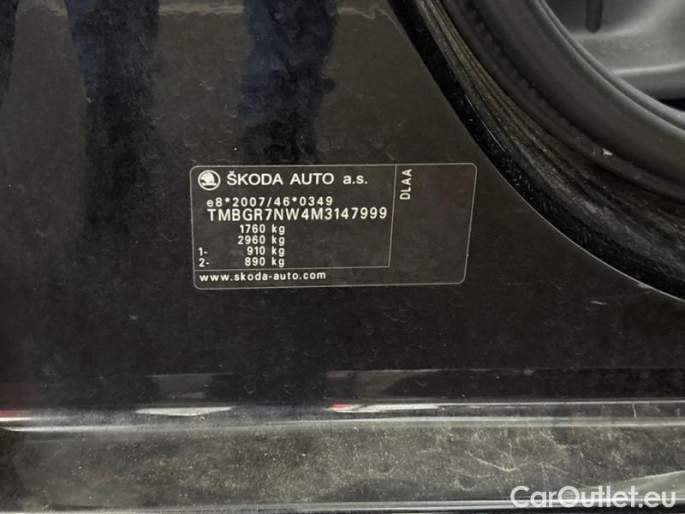 ŠKODA AUTO a.s.
DLAA
e8*2007/46*0349
TMBGR7NW4M3147999
1760 kg
2960 kg
1- 910 kg
2- 890 kg
www.skoda-auto.com
CarOutlet.eu